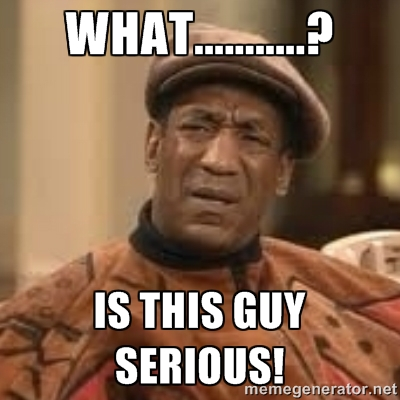 WHAT...........?
IS THIS GUY
SERIOUS!
memegenerator.net